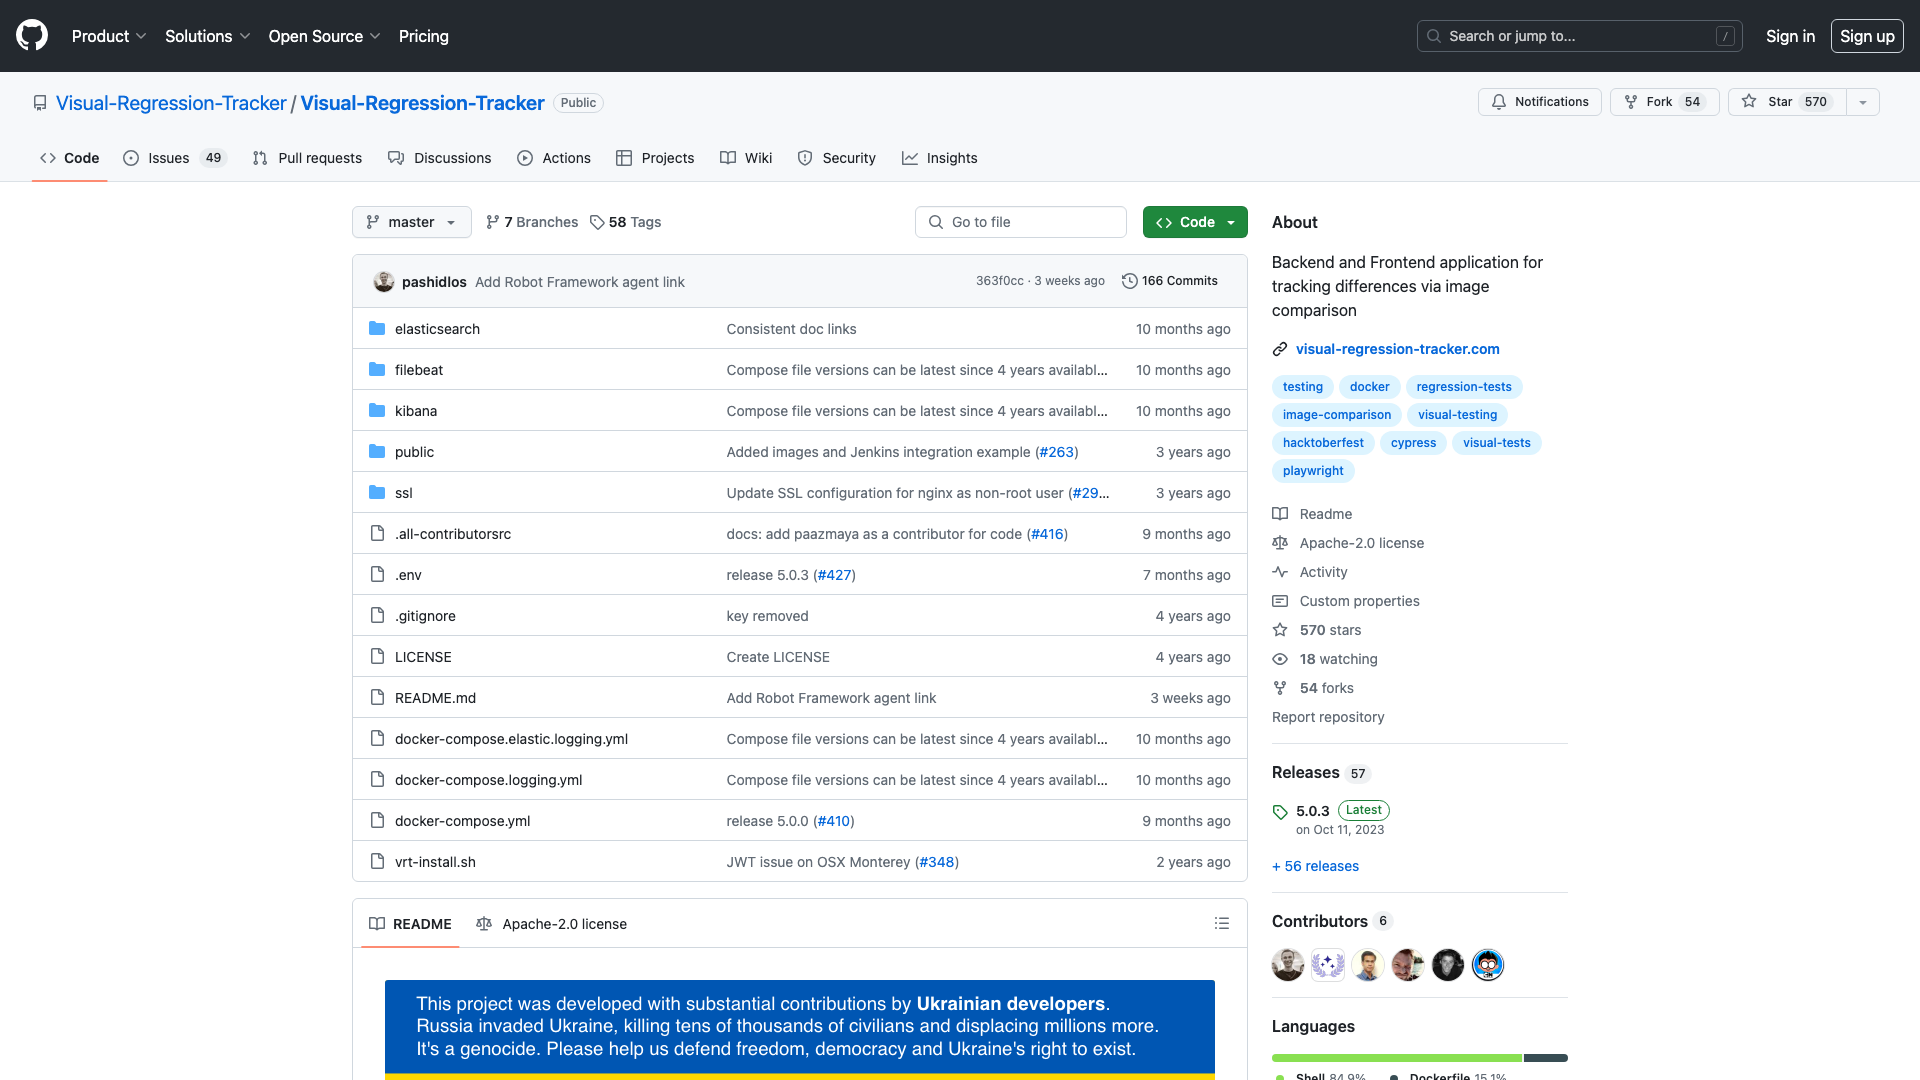 Product Solutions Open Source Pricing Search or jump to... / Sign in Sign up
Visual-Regression-Tracker / Visual-Regression-Tracker Public Notifications Fork 54 Star 570
Code Issues 49 Pull requests Discussions Actions Projects Wiki Security Insights
master 7 Branches 58 Tags Go to file Code
pashidlos Add Robot Framework agent link 363f0cc · 3 weeks ago 166 Commits
elasticsearch Consistent doc links 10 months ago
filebeat Compose file versions can be latest since 4 years availabl... 10 months ago
kibana Compose file versions can be latest since 4 years availabl... 10 months ago
public Added images and Jenkins integration example (#263) 3 years ago
ssl Update SSL configuration for nginx as non-root user (#29... 3 years ago
.all-contributorsrc docs: add paazmaya as a contributor for code (#416) 9 months ago
.env release 5.0.3 (#427) 7 months ago
.gitignore key removed 4 years ago
LICENSE Create LICENSE 4 years ago
README.md Add Robot Framework agent link 3 weeks ago
docker-compose.elastic.logging.yml Compose file versions can be latest since 4 years availabl... 10 months ago
docker-compose.logging.yml Compose file versions can be latest since 4 years availabl... 10 months ago
docker-compose.yml release 5.0.0 (#410) 9 months ago
vrt-install.sh JWT issue on OSX Monterey (#348) 2 years ago
README Apache-2.0 license
This project was developed with substantial contributions by Ukrainian developers.
Russia invaded Ukraine, killing tens of thousands of civilians and displacing millions more.
It's a genocide. Please help us defend freedom, democracy and Ukraine's right to exist.
About
Backend and Frontend application for
tracking differences via image
comparison
visual-regression-tracker.com
testing docker regression-tests
image-comparison visual-testing
hacktoberfest cypress visual-tests
playwright
Readme
Apache-2.0 license
Activity
Custom properties
570 stars
18 watching
54 forks
Report repository
Releases 57
5.0.3 Latest
on Oct 11, 2023
+ 56 releases
Contributors 6
Languages
Shell 84.9% Dockerfile 15.1%